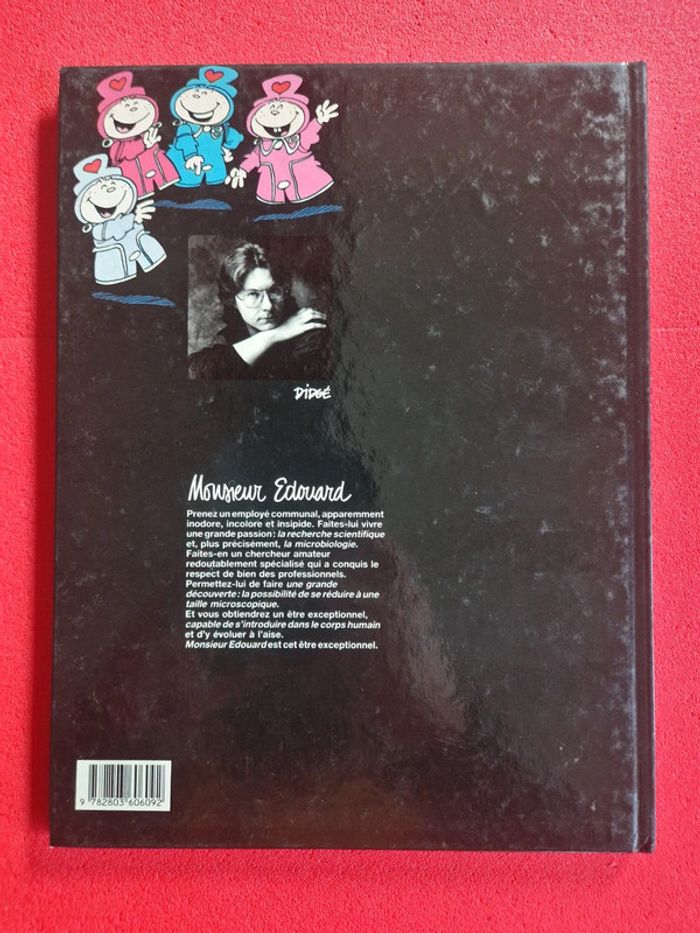 DIDGÉ
Monsieur Edouard
Prenez un employé communal, apparemment
inodore, incolore et insipide. Faites-lui vivre
une grande passion : la recherche scientifique
et, plus précisément, la microbiologie.
Faites-en un chercheur amateur
redoutablement spécialisé qui a conquis le
respect de bien des professionnels.
Permettez-lui de faire une grande
découverte : la possibilité de se réduire à une
taille microscopique.
Et vous obtiendrez un être exceptionnel,
capable de s'introduire dans le corps humain
et d'y évoluer à l'aise.
Monsieur Edouard est cet être exceptionnel.
9 782803 606092